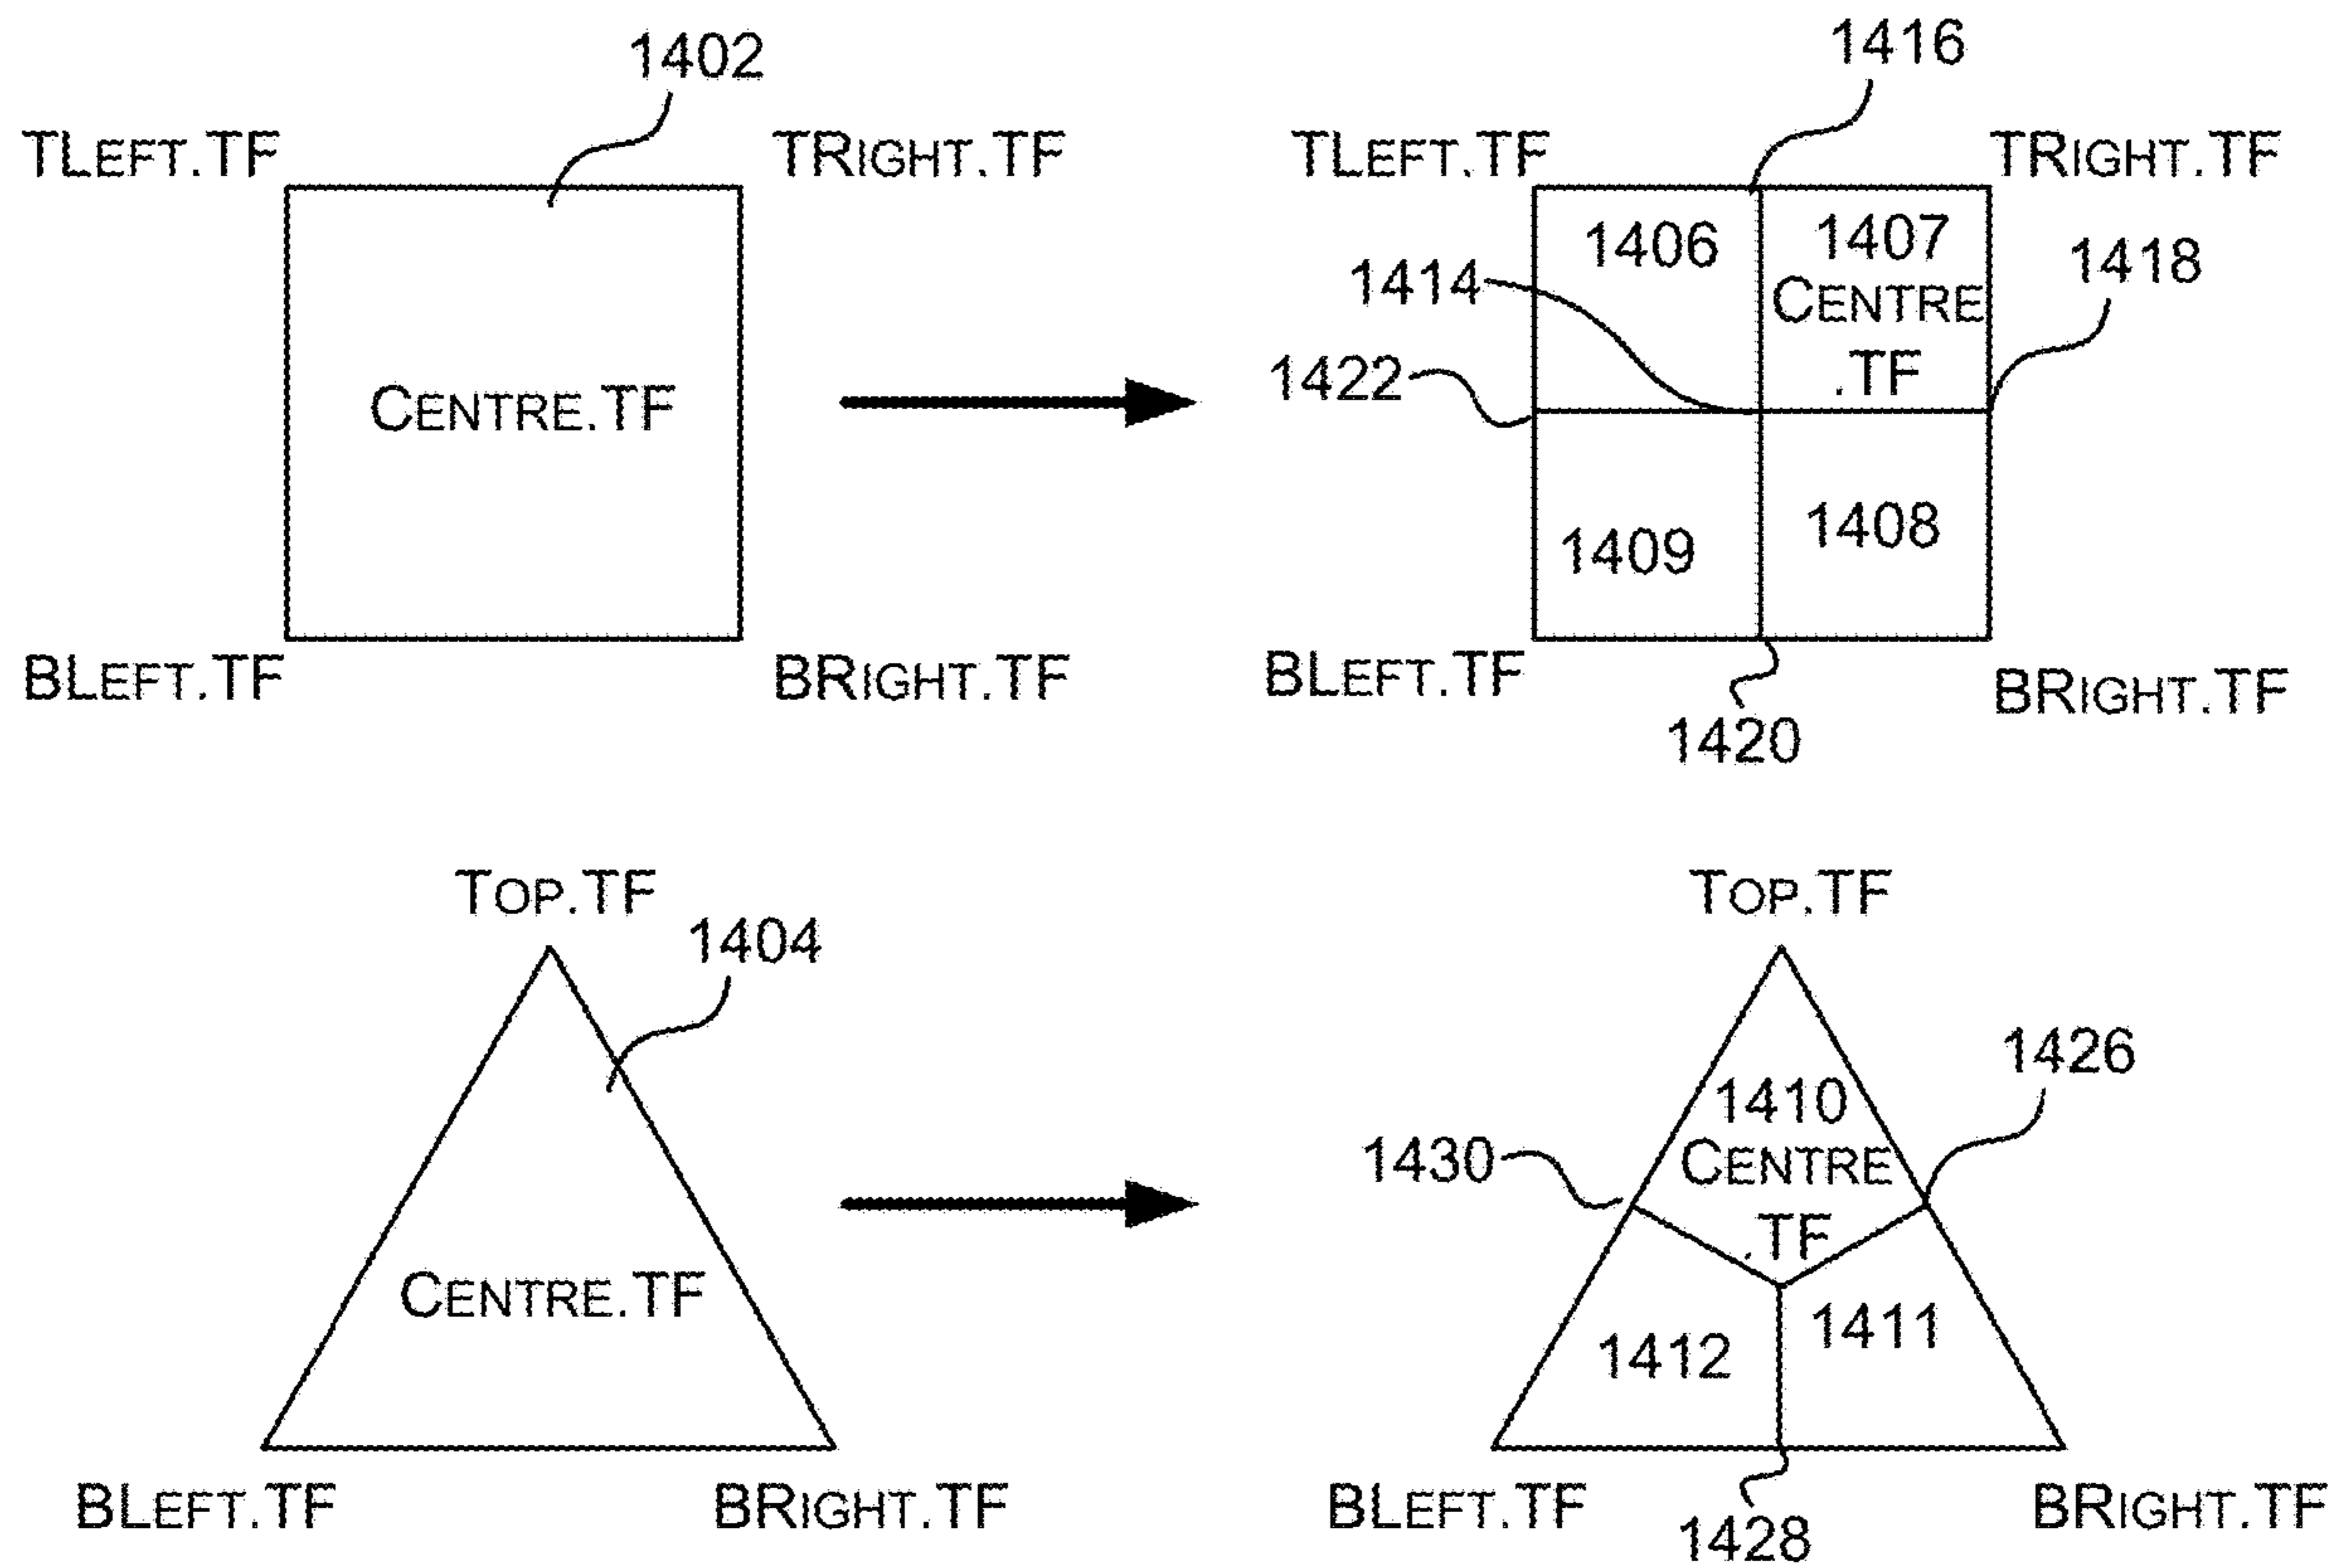 1402
TLEFT.TF
TRIGHT.TF
CENTRE.TF
BLEFT.TF
BRIGHT.TF
1416
TLEFT.TF
TRIGHT.TF
1406
1407
CENTRE
.TF
1414
1418
1422
1409
1408
BLEFT.TF
BRIGHT.TF
1420
TOP.TF
1404
CENTRE.TF
BLEFT.TF
BRIGHT.TF
TOP.TF
1426
1410
CENTRE
.TF
1430
1412
1411
BLEFT.TF
BRIGHT.TF
1428